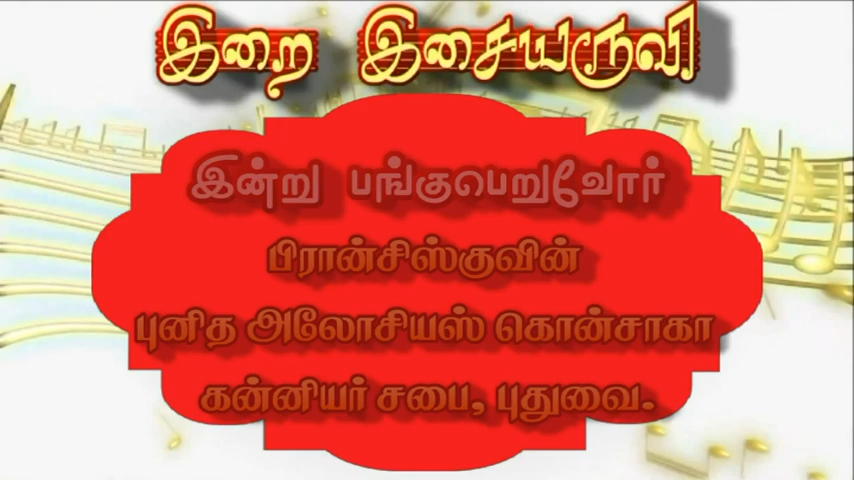 இறை இசையருவி
இன்று பங்குபெறுவோர்
பிரான்சிஸ்குவின்
புனித அலோசியஸ் கொன்சாகா
கன்னியர் சபை, புதுவை.